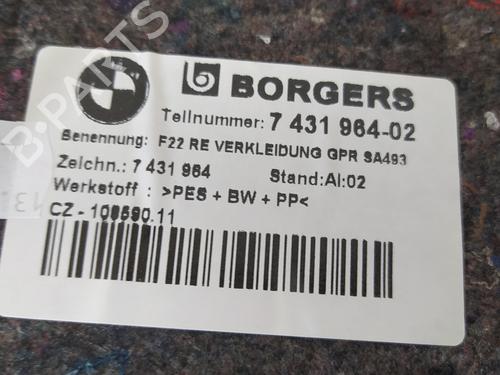 BORGERS
Teilnummer: 7 431 964-02
Benennung: F22 RE VERKLEIDUNG GPR SA493
Zeichn.: 7 431 964 Stand:AI:02
Werkstoff : >PES + BW + PP<
CZ - 106590.11
B-PARTS